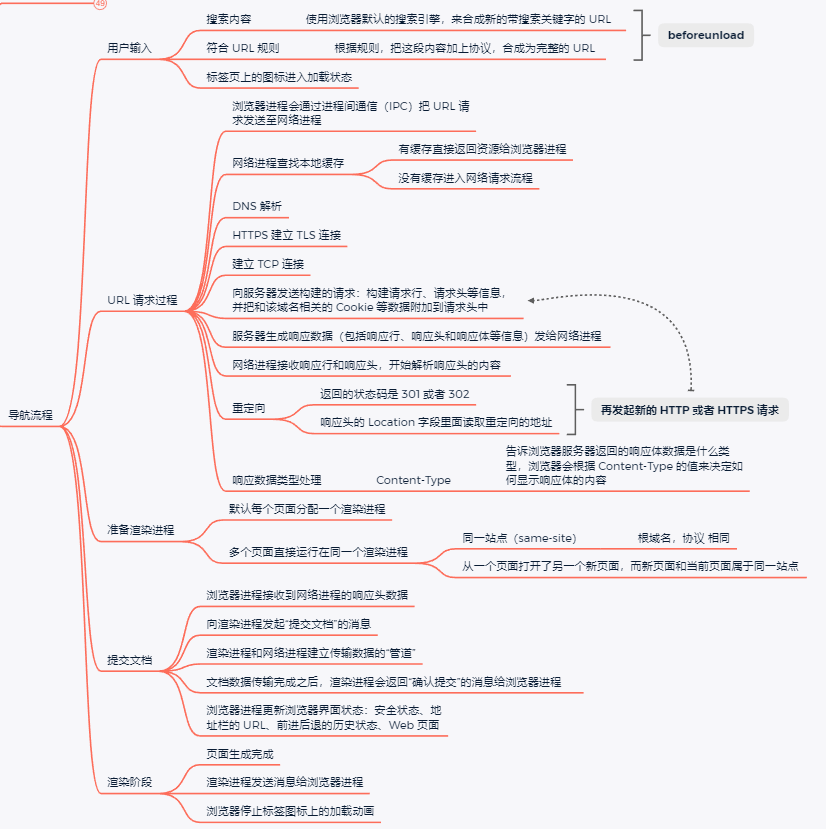 49
搜索内容
使用浏览器默认的搜索引擎，来合成新的带搜索关键字的 URL
beforeunload
用户输入
符合 URL 规则
根据规则，把这段内容加上协议，合成为完整的 URL
标签页上的图标进入加载状态
浏览器进程会通过进程间通信（IPC）把 URL 请
求发送至网络进程
网络进程查找本地缓存
有缓存直接返回资源给浏览器进程
没有缓存进入网络请求流程
DNS 解析
HTTPS 建立 TLS 连接
建立 TCP 连接
URL 请求过程
向服务器发送构建的请求：构建请求行、请求头等信息，
并把和该域名相关的 Cookie 等数据附加到请求头中
服务器生成响应数据（包括响应行、响应头和响应体等信息）发给网络进程
网络进程接收响应行和响应头，开始解析响应头的内容
重定向
返回的状态码是 301 或者 302
响应头的 Location 字段里面读取重定向的地址
再发起新的 HTTP 或者 HTTPS 请求
导航流程
响应数据类型处理
Content-Type
告诉浏览器服务器返回的响应体数据是什么类
型，浏览器会根据 Content-Type 的值来决定如
何显示响应体的内容
准备渲染进程
默认每个页面分配一个渲染进程
多个页面直接运行在同一个渲染进程
同一站点（same-site）
根域名，协议 相同
从一个页面打开了另一个新页面，而新页面和当前页面属于同一站点
提交文档
浏览器进程接收到网络进程的响应头数据
向渲染进程发起“提交文档”的消息
渲染进程和网络进程建立传输数据的“管道”
文档数据传输完成之后，渲染进程会返回“确认提交”的消息给浏览器进程
浏览器进程更新浏览器界面状态：安全状态、地
址栏的 URL、前进后退的历史状态、Web 页面
渲染阶段
页面生成完成
渲染进程发送消息给浏览器进程
浏览器停止标签图标上的加载动画